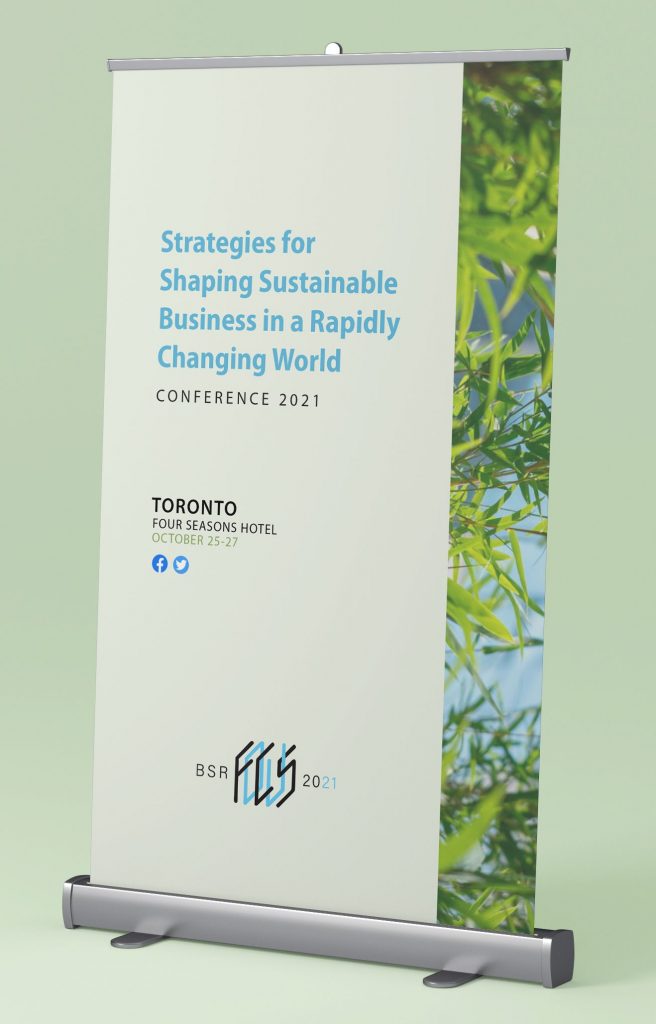 Strategies for
Shaping Sustainable
Business in a Rapidly
Changing World
CONFERENCE 2021
TORONTO
FOUR SEASONS HOTEL
OCTOBER 25-27
BSR FOCUS 2021